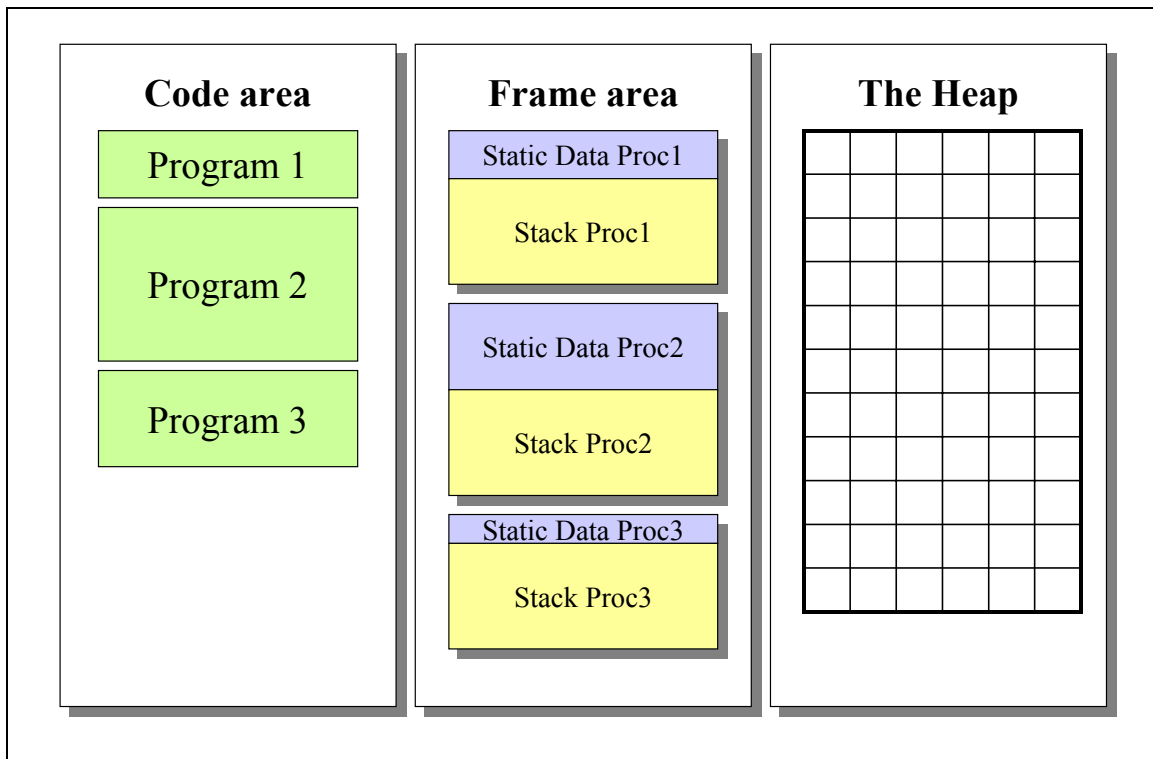 Code area
Program 1
Program 2
Program 3
Frame area
Static Data Proc1
Stack Proc1
Static Data Proc2
Stack Proc2
Static Data Proc3
Stack Proc3
The Heap